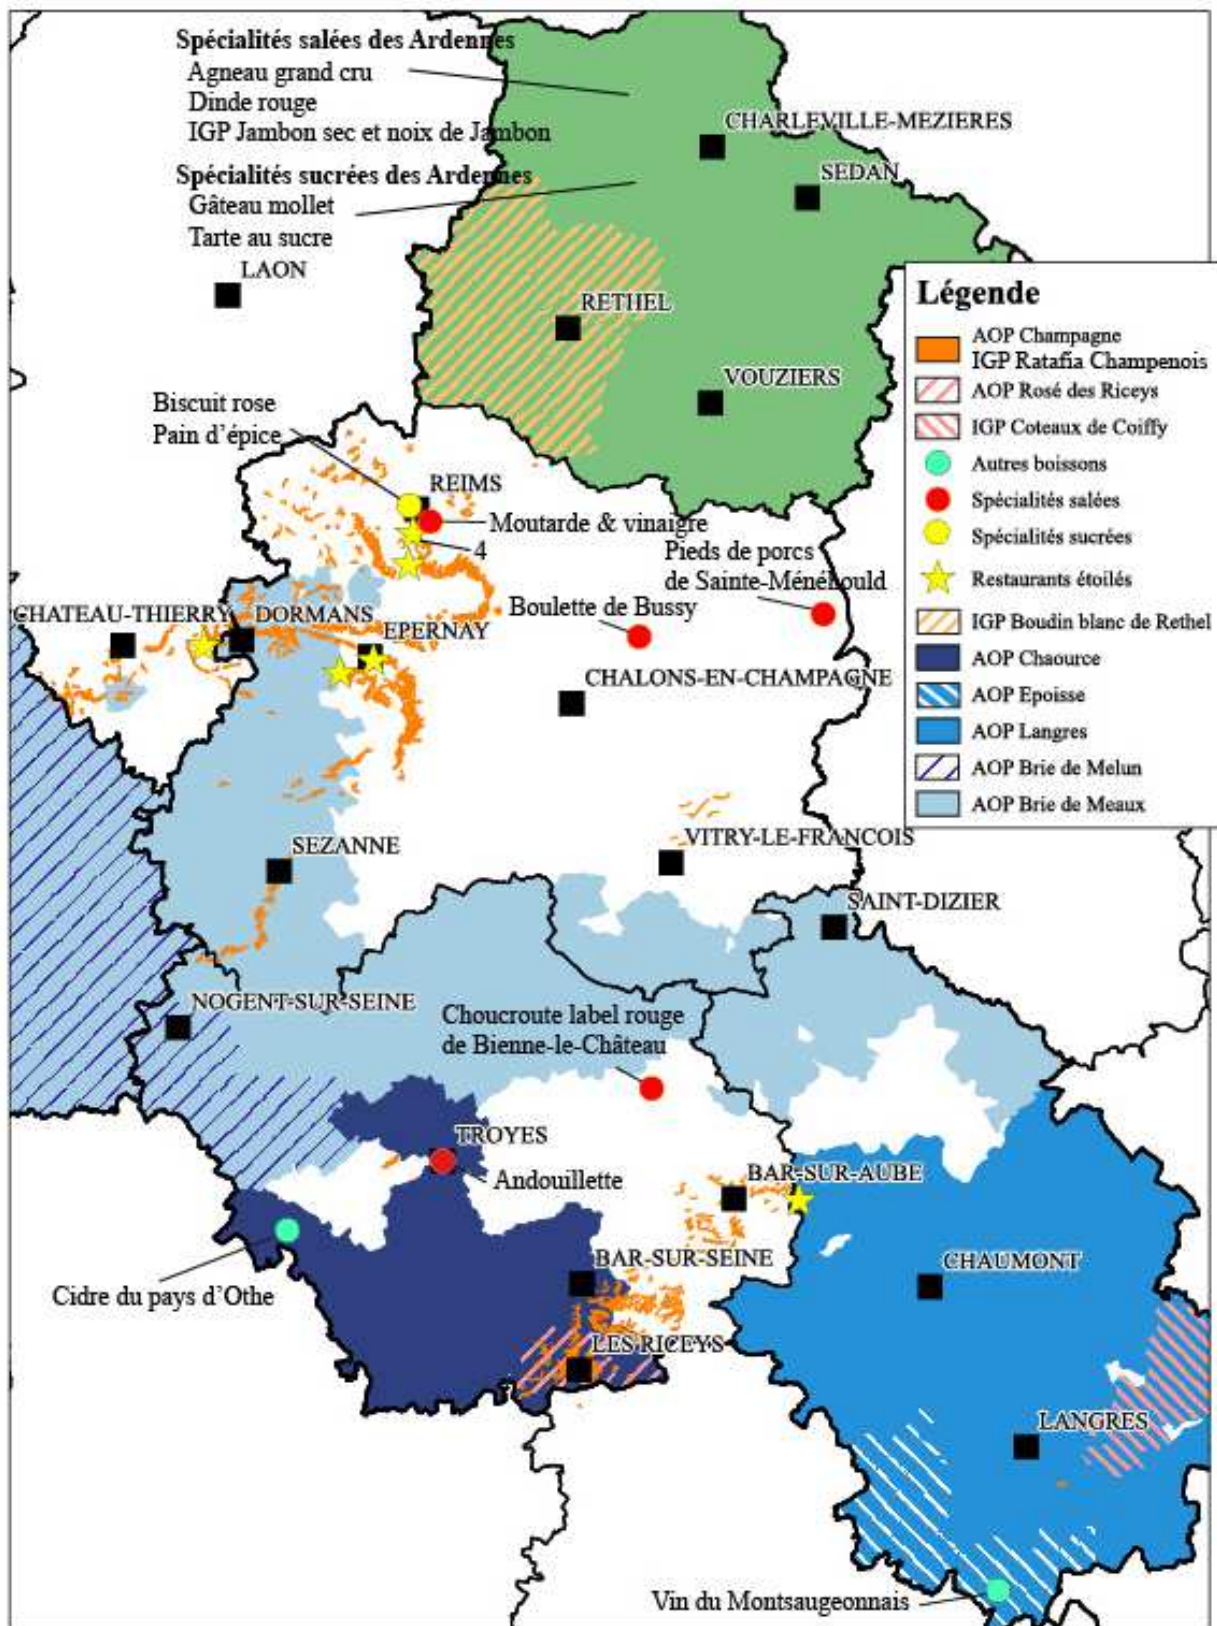 Spécialités salées des Ardennes
Agneau grand cru
Dinde rouge
IGP Jambon sec et noix de Jambon
Spécialités sucrées des Ardennes
Gâteau mollet
Tarte au sucre
CHARLEVILLE-MEZIERES
SEDAN
LAON
RETHEL
VOUZIERS
Légende
AOP Champagne
IGP Ratafia Champenois
AOP Rosé des Riceys
IGP Coteaux de Coiffy
Autres boissons
Spécialités salées
Spécialités sucrées
Restaurants étoilés
IGP Boudin blanc de Rethel
AOP Chaource
AOP Epoisse
AOP Langres
AOP Brie de Melun
AOP Brie de Meaux
Biscuit rose
Pain d'épice
REIMS
Moutarde & vinaigre
4
Pieds de porcs
de Sainte-Ménéhould
Boulette de Bussy
CHATEAU-THIERRY
DORMANS
EPERNAY
CHALONS-EN-CHAMPAGNE
VITRY-LE-FRANCOIS
SEZANNE
SAINT-DIZIER
NOGENT-SUR-SEINE
Choucroute label rouge
de Bienne-le-Château
TROYES
Andouillette
BAR-SUR-AUBE
Cidre du pays d'Othe
BAR-SUR-SEINE
CHAUMONT
LES RICEYS
LANGRES
Vin du Montsaugeonnais